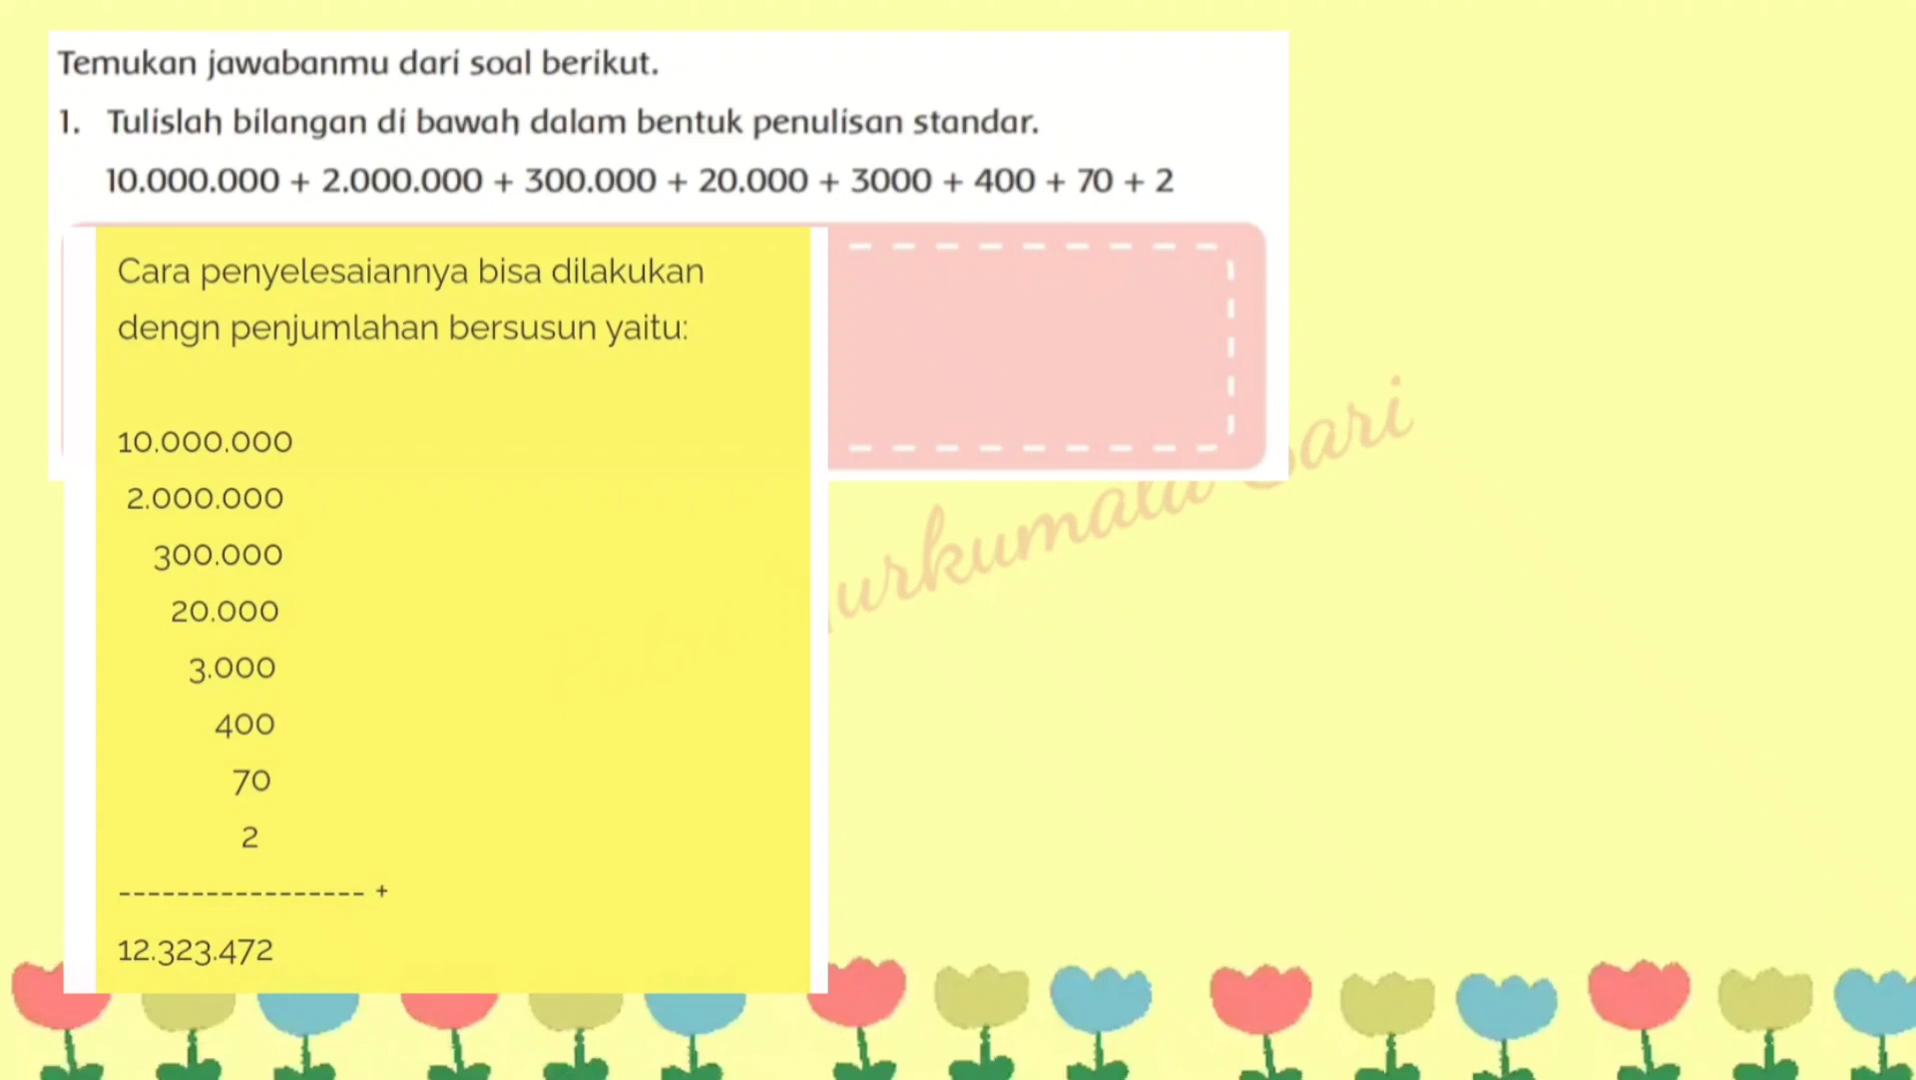 Temukan jawabanmu dari soal berikut.
1. Tulislah bilangan di bawah dalam bentuk penulisan standar.
10.000.000 + 2.000.000 + 300.000 + 20.000 + 3000 + 400 + 70 + 2
Cara penyelesaiannya bisa dilakukan
dengn penjumlahan bersusun yaitu:
10.000.000
2.000.000
300.000
20.000
3.000
400
70
2
----------------- +
12.323.472